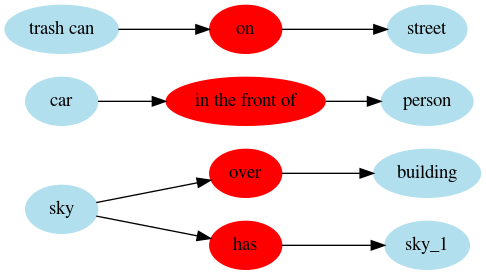 trash can on street
car in the front of person
sky over building
has sky_1